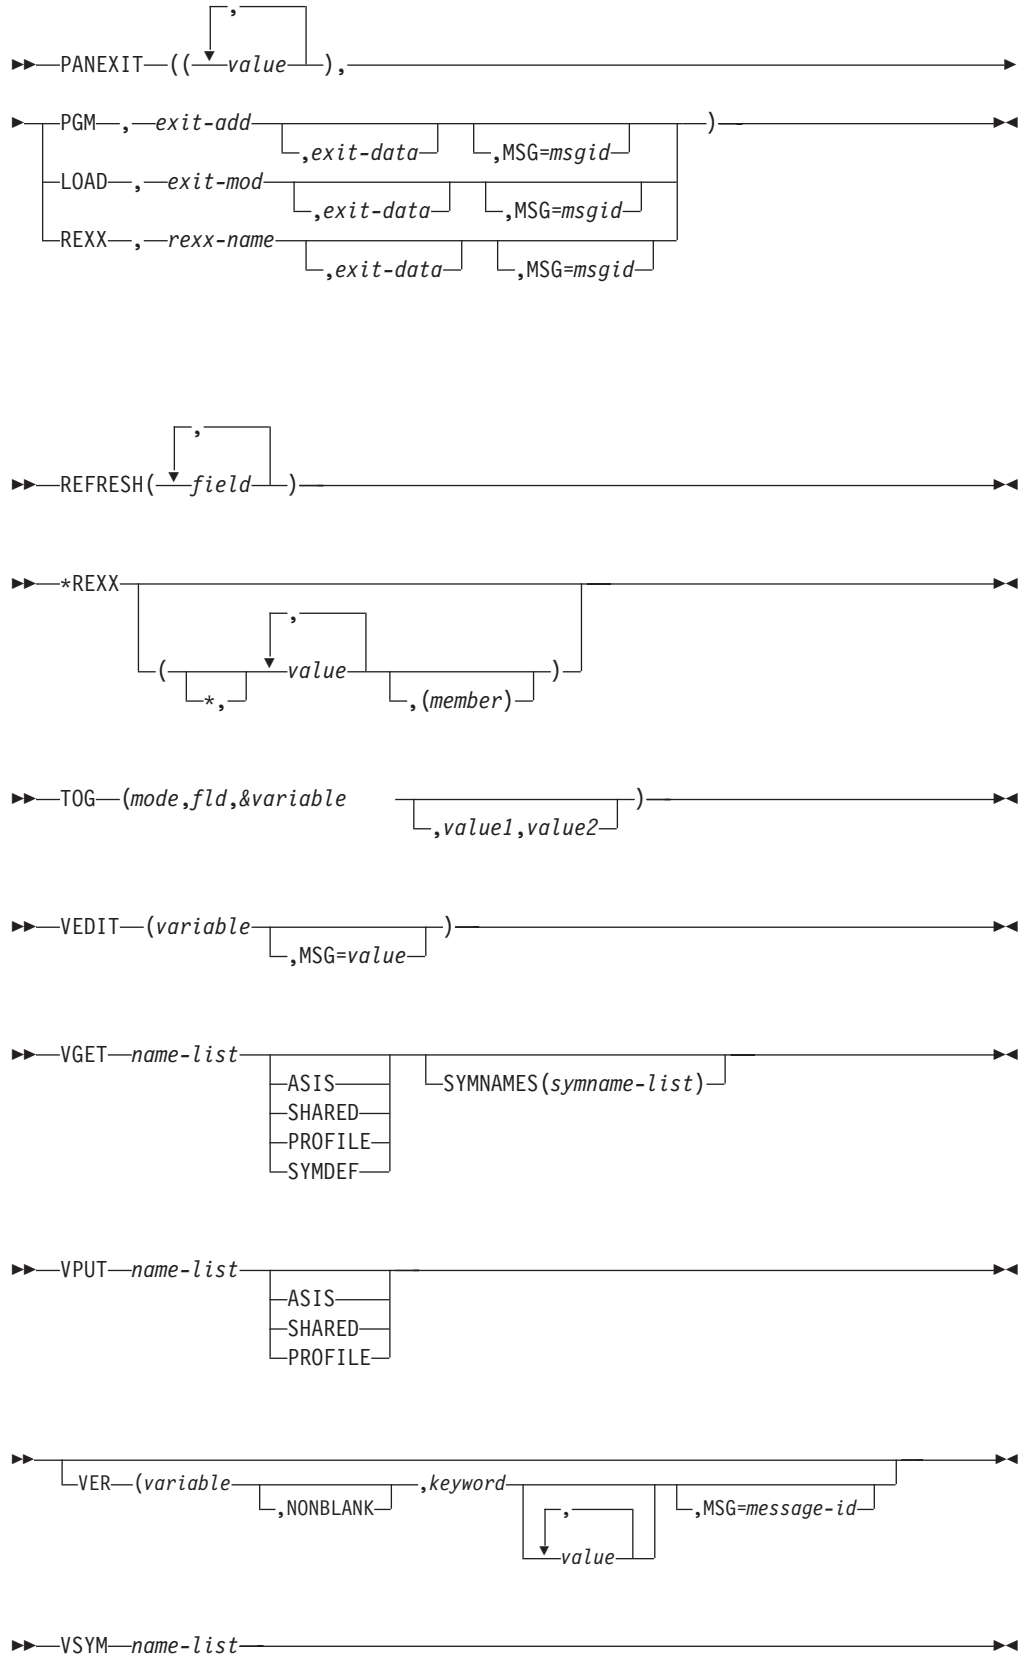 ,
PANEXIT ((value),
PGM , exit-add ,exit-data ,MSG=msgid )
LOAD , exit-mod ,exit-data ,MSG=msgid
REXX , rexx-name ,exit-data ,MSG=msgid
,
REFRESH(field)
*REXX
,
( *, value ,(member) )
TOG (mode,fld,&variable ,value1,value2 )
VEDIT (variable ,MSG=value )
VGET name-list
ASIS SYMNAMES(symname-list)
SHARED
PROFILE
SYMDEF
VPUT name-list
ASIS
SHARED
PROFILE
VER (variable ,NONBLANK ,keyword , value ,MSG=message-id )
VSYM name-list